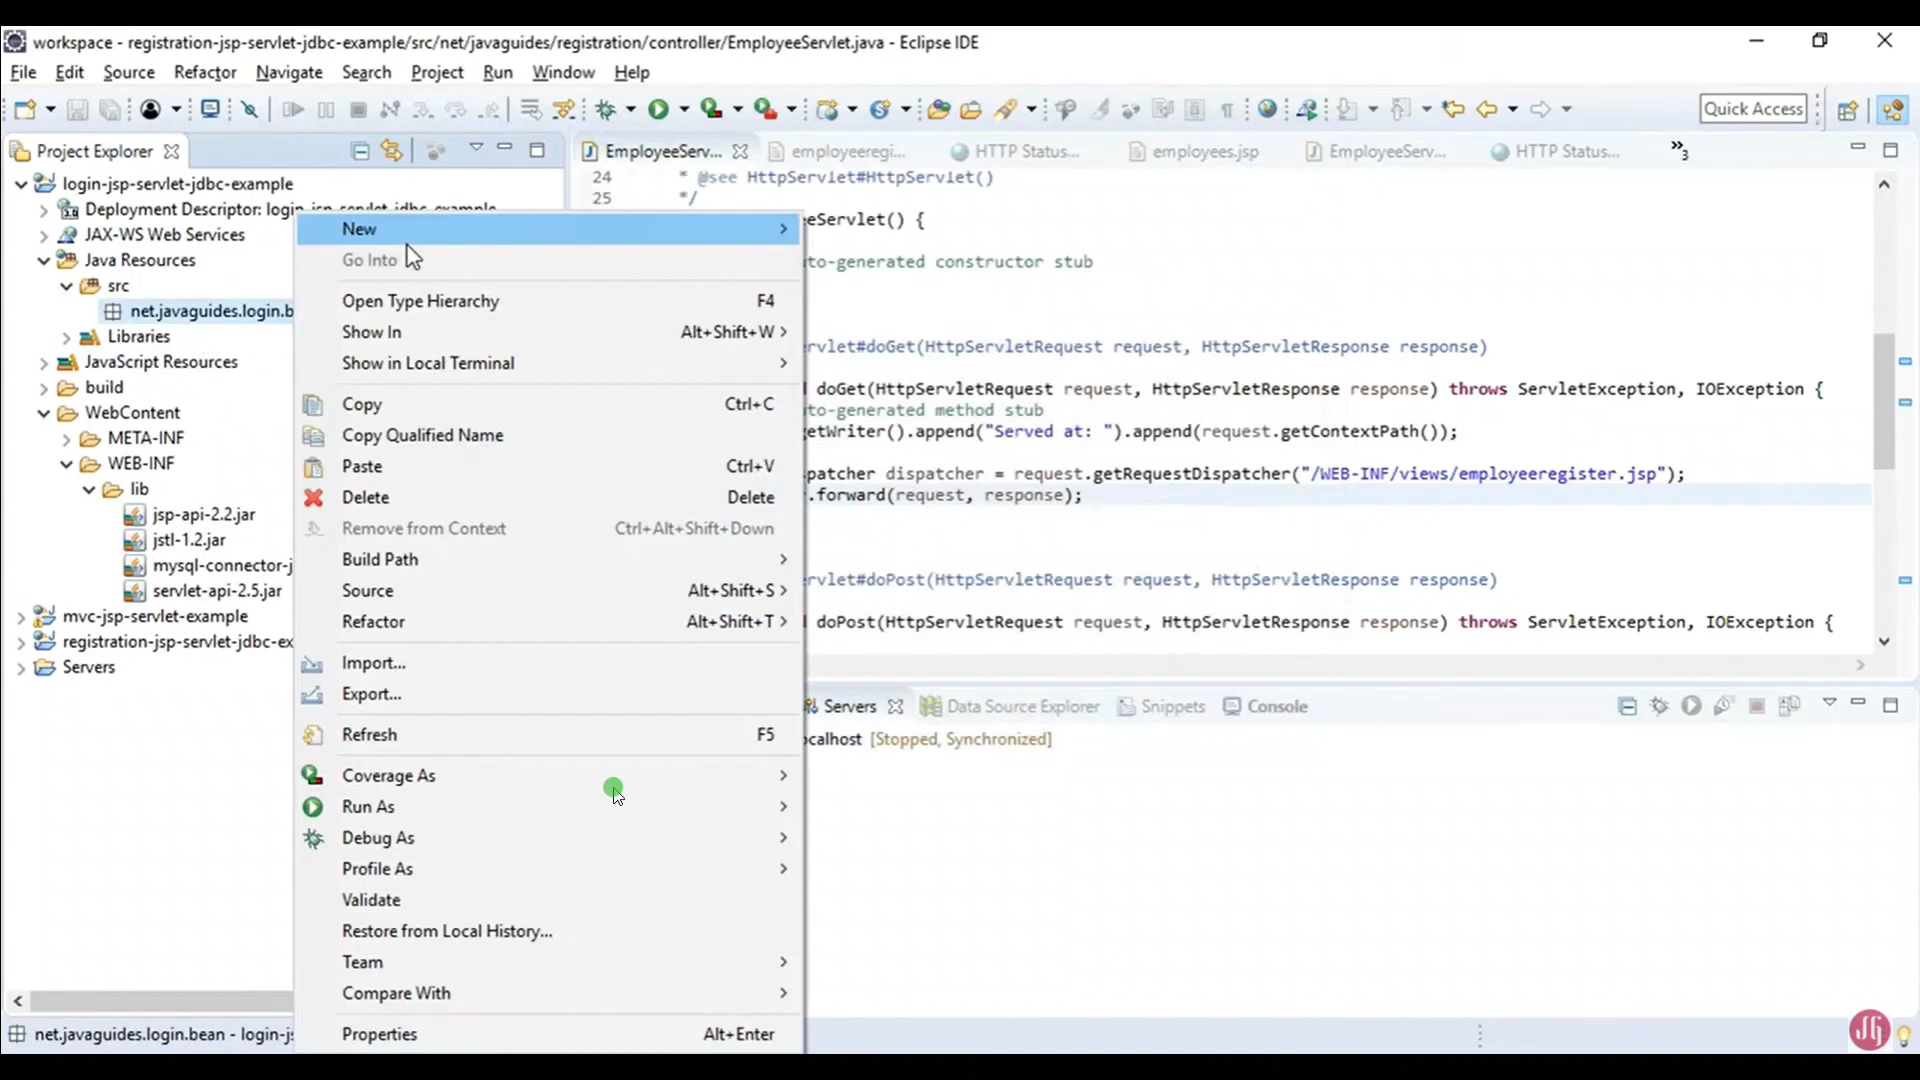 workspace - registration-jsp-servlet-jdbc-example/src/net/javaguides/registration/controller/EmployeeServlet.java - Eclipse IDE
File Edit Source Refactor Navigate Search Project Run Window Help
Quick Access
Project Explorer
login-jsp-servlet-jdbc-example
Deployment Descriptor: login-jsp-servlet-jdbc-example
JAX-WS Web Services
Java Resources
src
net.javaguides.login.b
Libraries
JavaScript Resources
build
WebContent
META-INF
WEB-INF
lib
jsp-api-2.2.jar
jstl-1.2.jar
mysql-connector-j
servlet-api-2.5.jar
mvc-jsp-servlet-example
registration-jsp-servlet-jdbc-ex
Servers
New
Go Into
Open Type Hierarchy F4
Show In Alt+Shift+W
Show in Local Terminal
Copy Ctrl+C
Copy Qualified Name
Paste Ctrl+V
Delete Delete
Remove from Context Ctrl+Alt+Shift+Down
Build Path
Source Alt+Shift+S
Refactor Alt+Shift+T
Import...
Export...
Refresh F5
Coverage As
Run As
Debug As
Profile As
Validate
Restore from Local History...
Team
Compare With
Properties Alt+Enter
EmployeeServ... employeeregi... HTTP Status... employees.jsp EmployeeServ... HTTP Status... »3
24 * @see HttpServlet#HttpServlet()
25 */
eeServlet() {
to-generated constructor stub
rvlet#doGet(HttpServletRequest request, HttpServletResponse response)
d doGet(HttpServletRequest request, HttpServletResponse response) throws ServletException, IOException {
to-generated method stub
getWriter().append("Served at: ").append(request.getContextPath());
patcher dispatcher = request.getRequestDispatcher("/WEB-INF/views/employeeregister.jsp");
.forward(request, response);
rvlet#doPost(HttpServletRequest request, HttpServletResponse response)
d doPost(HttpServletRequest request, HttpServletResponse response) throws ServletException, IOException {
Servers Data Source Explorer Snippets Console
ocalhost [Stopped, Synchronized]
net.javaguides.login.bean - login-js
JG